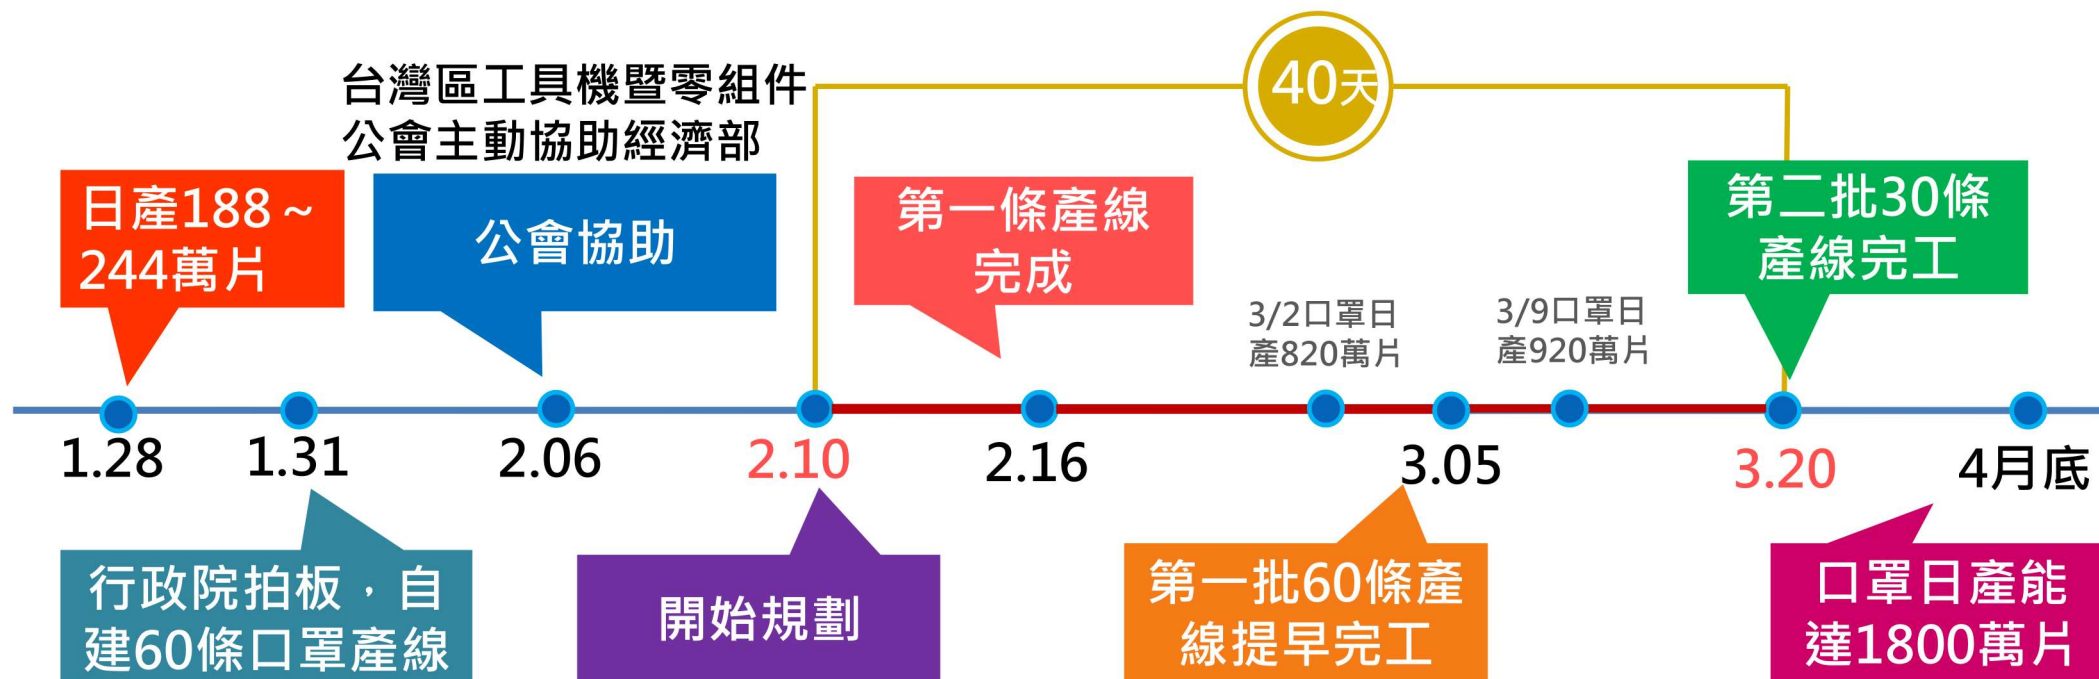 40天
台灣區工具機暨零組件
公會主動協助經濟部
日產188～
244萬片
公會協助
第一條產線
完成
第二批30條
產線完工
3/2口罩日
產820萬片
3/9口罩日
產920萬片
1.28
1.31
2.06
2.10
2.16
3.05
3.20
4月底
行政院拍板，自
建60條口罩產線
開始規劃
第一批60條產
線提早完工
口罩日產能
達1800萬片